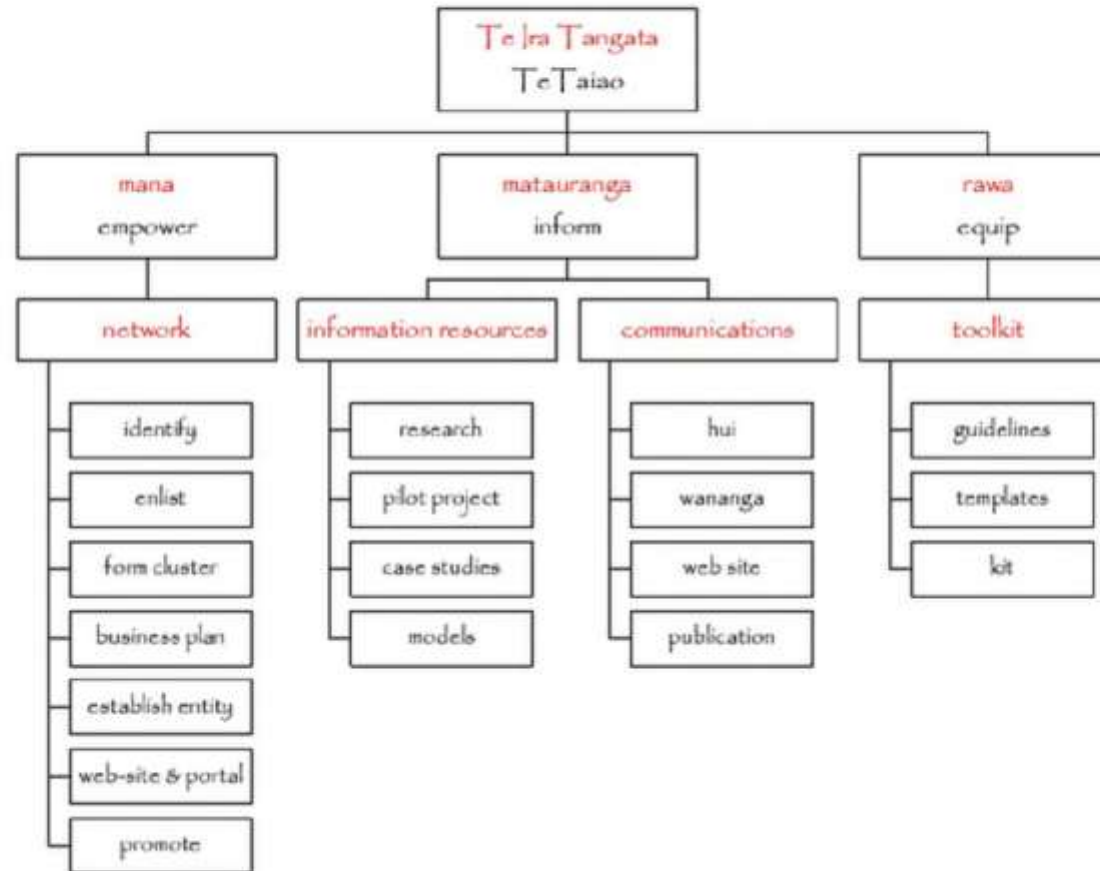 Te Ira Tangata
Te Taiao
mana
empower
matauranga
inform
rawa
equip
network
information resources
communications
toolkit
identify
enlist
form cluster
business plan
establish entity
web-site & portal
promote
research
pilot project
case studies
models
hui
wananga
web site
publication
guidelines
templates
kit